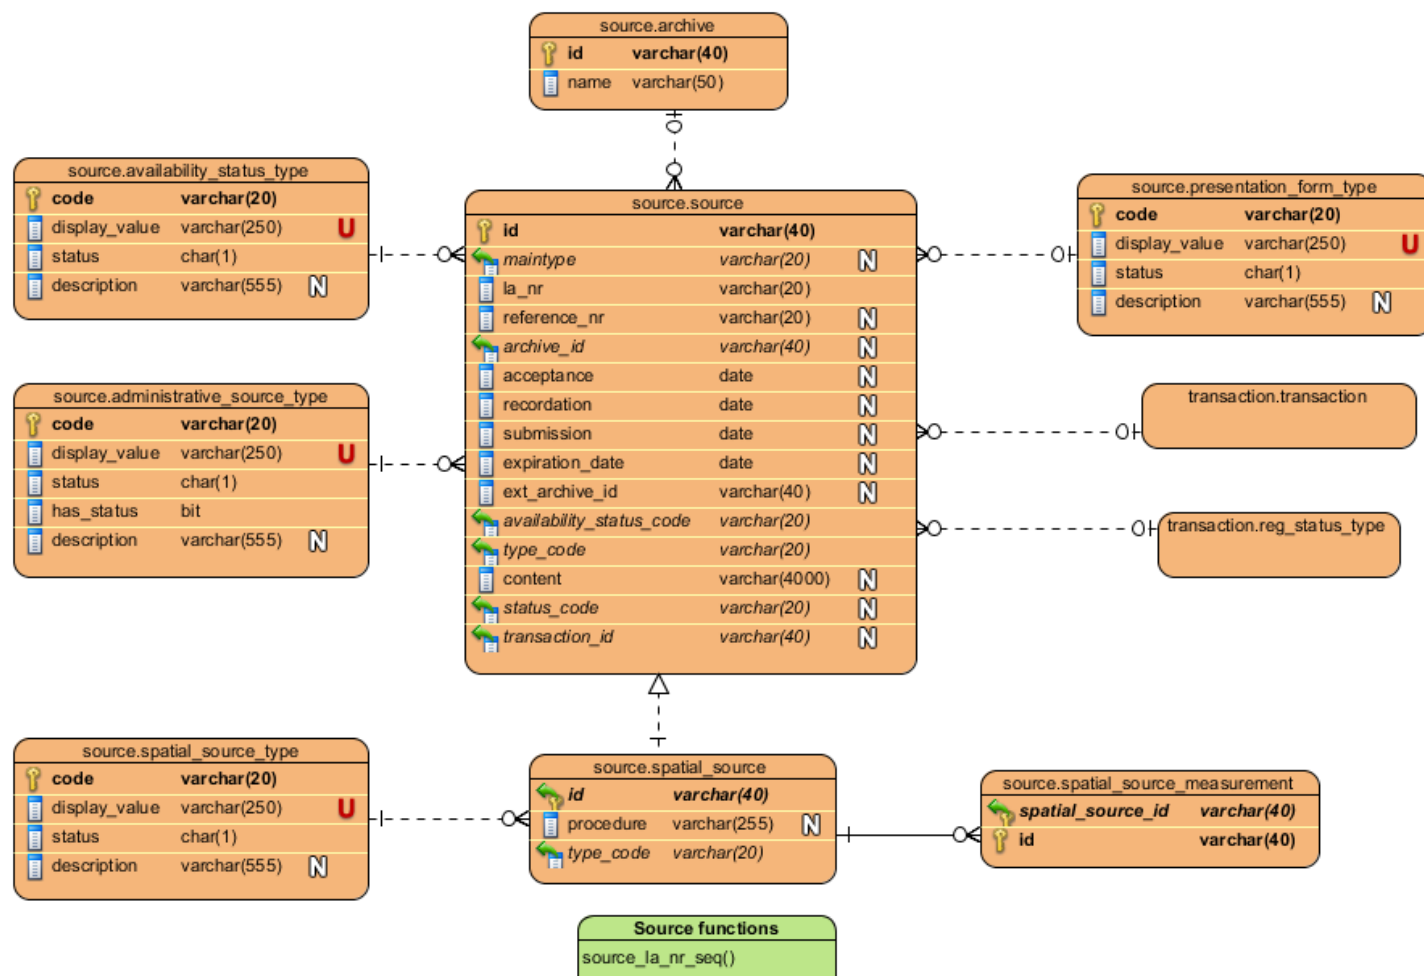 source.archive
id varchar(40)
name varchar(50)
source.availability_status_type
code varchar(20)
display_value varchar(250) U
status char(1)
description varchar(555) N
source.administrative_source_type
code varchar(20)
display_value varchar(250) U
status char(1)
has_status bit
description varchar(555) N
source.source
id varchar(40)
maintype varchar(20) N
la_nr varchar(20)
reference_nr varchar(20) N
archive_id varchar(40) N
acceptance date N
recordation date N
submission date N
expiration_date date N
ext_archive_id varchar(40) N
availability_status_code varchar(20)
type_code varchar(20)
content varchar(4000) N
status_code varchar(20) N
transaction_id varchar(40) N
source.presentation_form_type
code varchar(20)
display_value varchar(250) U
status char(1)
description varchar(555) N
transaction.transaction
transaction.reg_status_type
source.spatial_source_type
code varchar(20)
display_value varchar(250) U
status char(1)
description varchar(555) N
source.spatial_source
id varchar(40)
procedure varchar(255) N
type_code varchar(20)
source.spatial_source_measurement
spatial_source_id varchar(40)
id varchar(40)
Source functions
source_la_nr_seq()